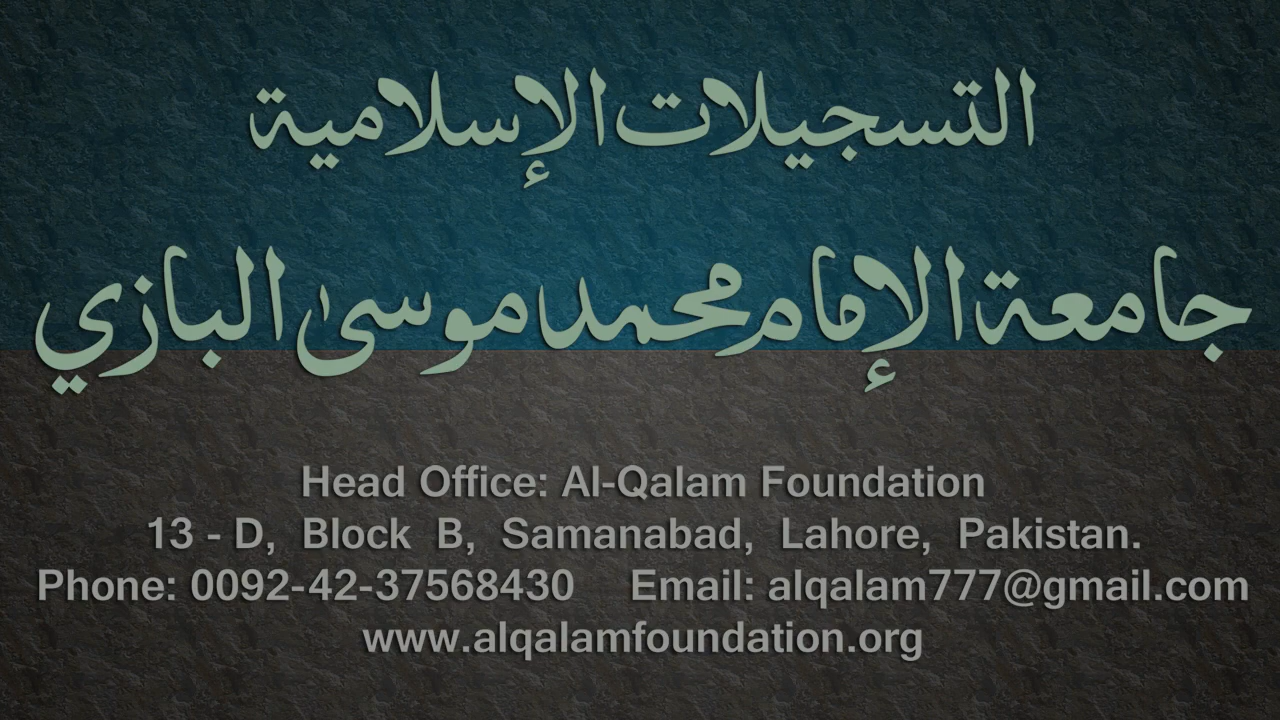 التسجيلات الإسلامية
جامعة الإمام محمد موسىٰ البازي
Head Office: Al-Qalam Foundation
13 - D, Block B, Samanabad, Lahore, Pakistan.
Phone: 0092-42-37568430 Email: alqalam777@gmail.com
www.alqalamfoundation.org